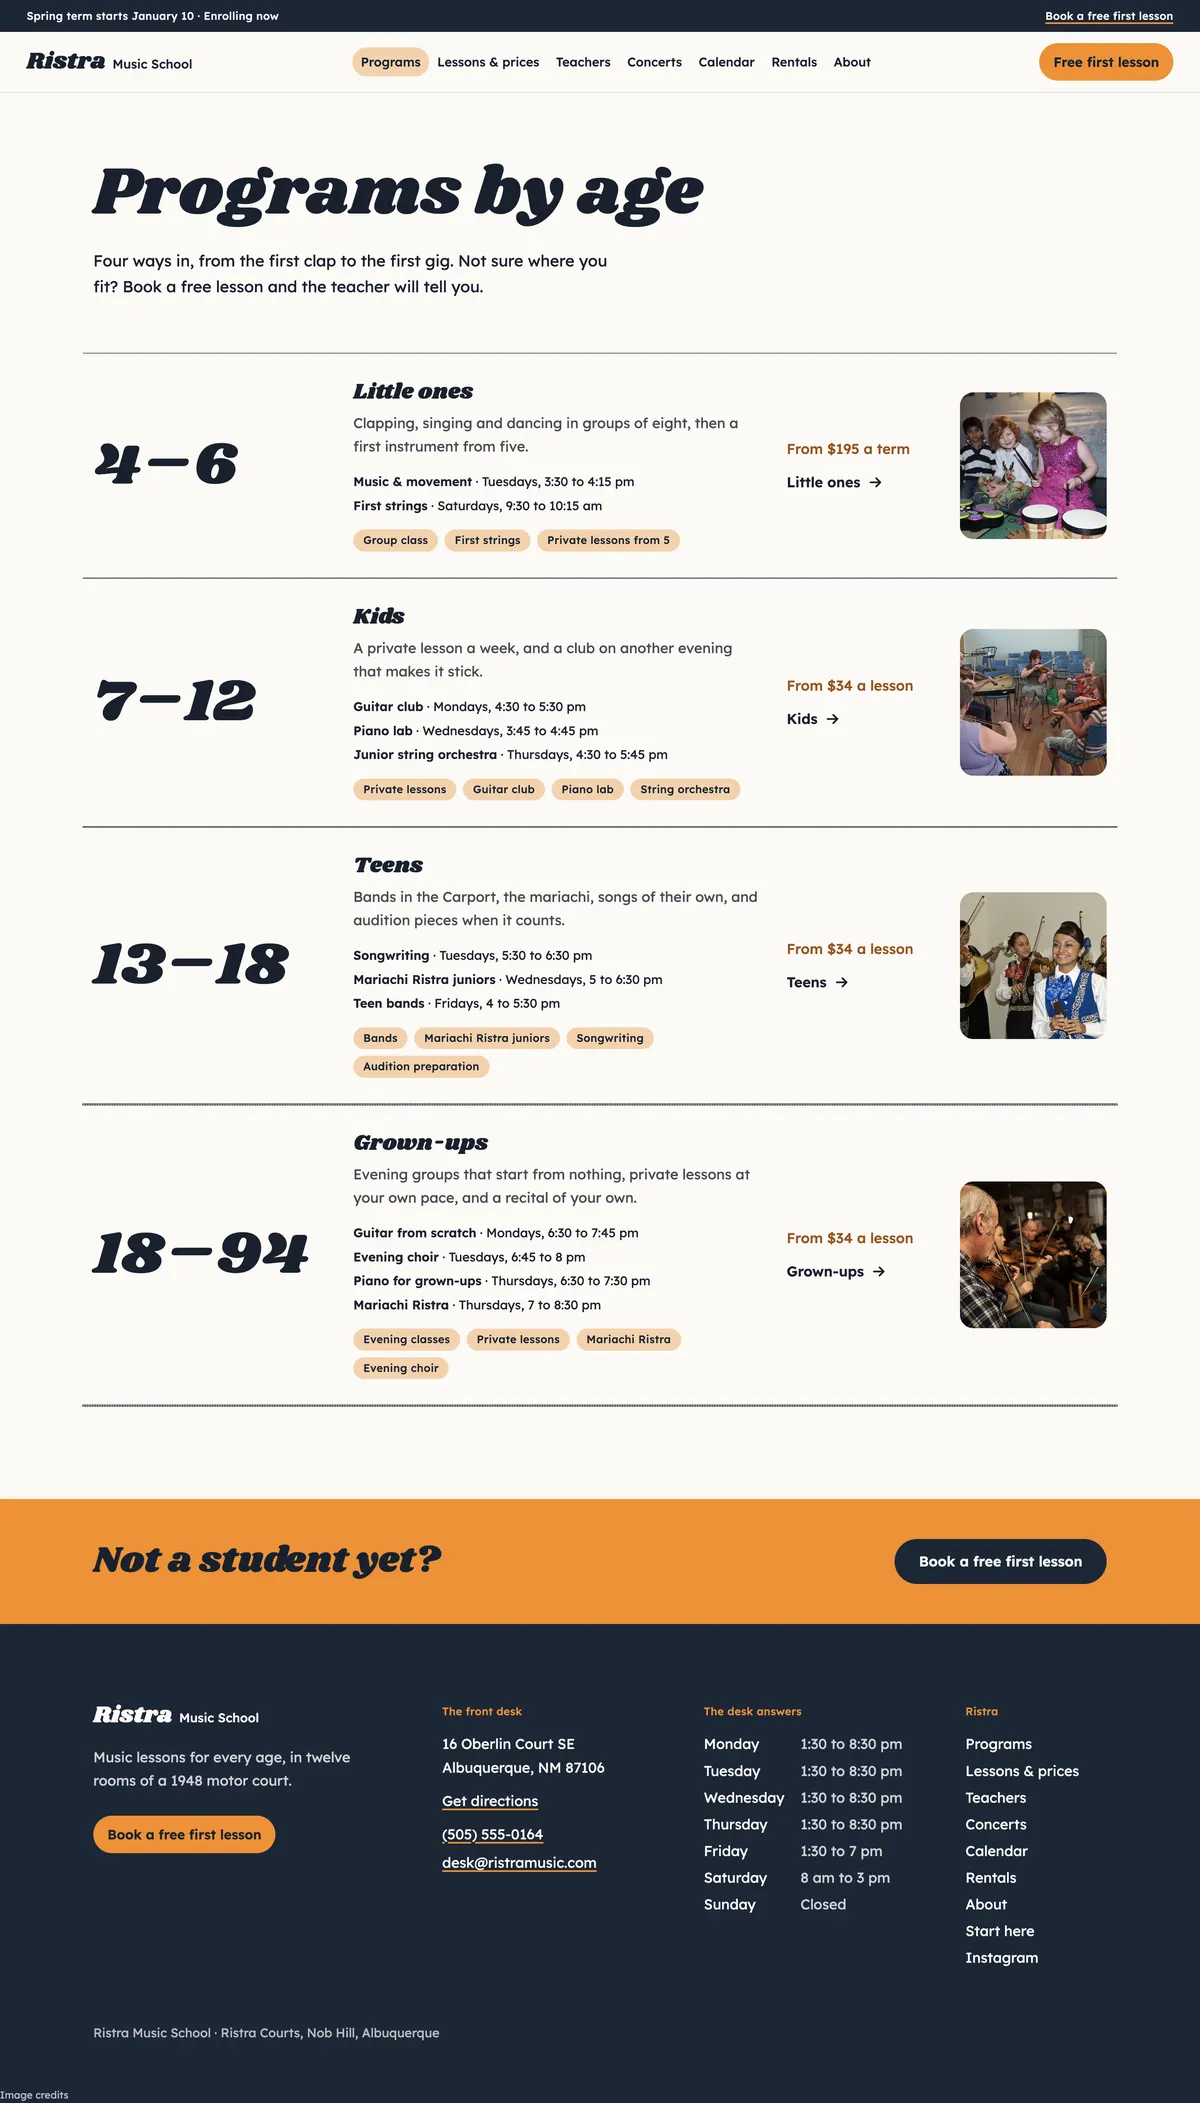 Spring term starts January 10 · Enrolling now
Book a free first lesson
Ristra Music School
Programs
Lessons & prices
Teachers
Concerts
Calendar
Rentals
About
Free first lesson
Programs by age
Four ways in, from the first clap to the first gig. Not sure where you
fit? Book a free lesson and the teacher will tell you.
4–6
Little ones
Clapping, singing and dancing in groups of eight, then a
first instrument from five.
Music & movement · Tuesdays, 3:30 to 4:15 pm
First strings · Saturdays, 9:30 to 10:15 am
Group class
First strings
Private lessons from 5
From $195 a term
Little ones →
7–12
Kids
A private lesson a week, and a club on another evening
that makes it stick.
Guitar club · Mondays, 4:30 to 5:30 pm
Piano lab · Wednesdays, 3:45 to 4:45 pm
Junior string orchestra · Thursdays, 4:30 to 5:45 pm
Private lessons
Guitar club
Piano lab
String orchestra
From $34 a lesson
Kids →
13–18
Teens
Bands in the Carport, the mariachi, songs of their own, and
audition pieces when it counts.
Songwriting · Tuesdays, 5:30 to 6:30 pm
Mariachi Ristra juniors · Wednesdays, 5 to 6:30 pm
Teen bands · Fridays, 4 to 5:30 pm
Bands
Mariachi Ristra juniors
Songwriting
Audition preparation
From $34 a lesson
Teens →
18–94
Grown-ups
Evening groups that start from nothing, private lessons at
your own pace, and a recital of your own.
Guitar from scratch · Mondays, 6:30 to 7:45 pm
Evening choir · Tuesdays, 6:45 to 8 pm
Piano for grown-ups · Thursdays, 6:30 to 7:30 pm
Mariachi Ristra · Thursdays, 7 to 8:30 pm
Evening classes
Private lessons
Mariachi Ristra
Evening choir
From $34 a lesson
Grown-ups →
Not a student yet?
Book a free first lesson
Ristra Music School
Music lessons for every age, in twelve
rooms of a 1948 motor court.
Book a free first lesson
The front desk
16 Oberlin Court SE
Albuquerque, NM 87106
Get directions
(505) 555-0164
desk@ristramusic.com
The desk answers
Monday 1:30 to 8:30 pm
Tuesday 1:30 to 8:30 pm
Wednesday 1:30 to 8:30 pm
Thursday 1:30 to 8:30 pm
Friday 1:30 to 7 pm
Saturday 8 am to 3 pm
Sunday Closed
Ristra
Programs
Lessons & prices
Teachers
Concerts
Calendar
Rentals
About
Start here
Instagram
Ristra Music School · Ristra Courts, Nob Hill, Albuquerque
Image credits